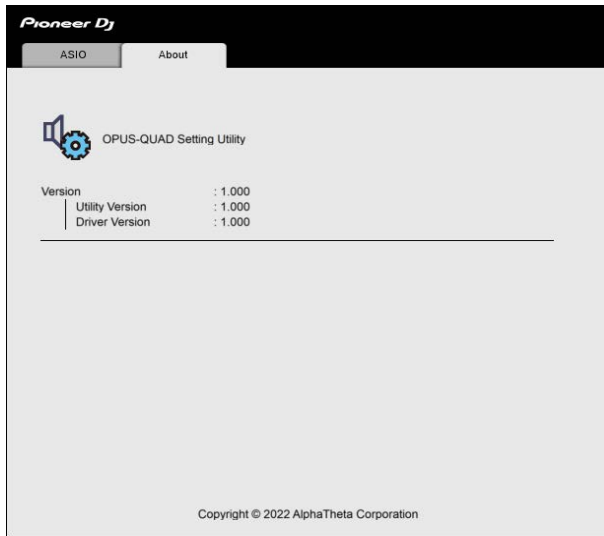 Pioneer Dj
ASIO About
OPUS-QUAD Setting Utility
Version : 1.000
Utility Version : 1.000
Driver Version : 1.000
Copyright © 2022 AlphaTheta Corporation